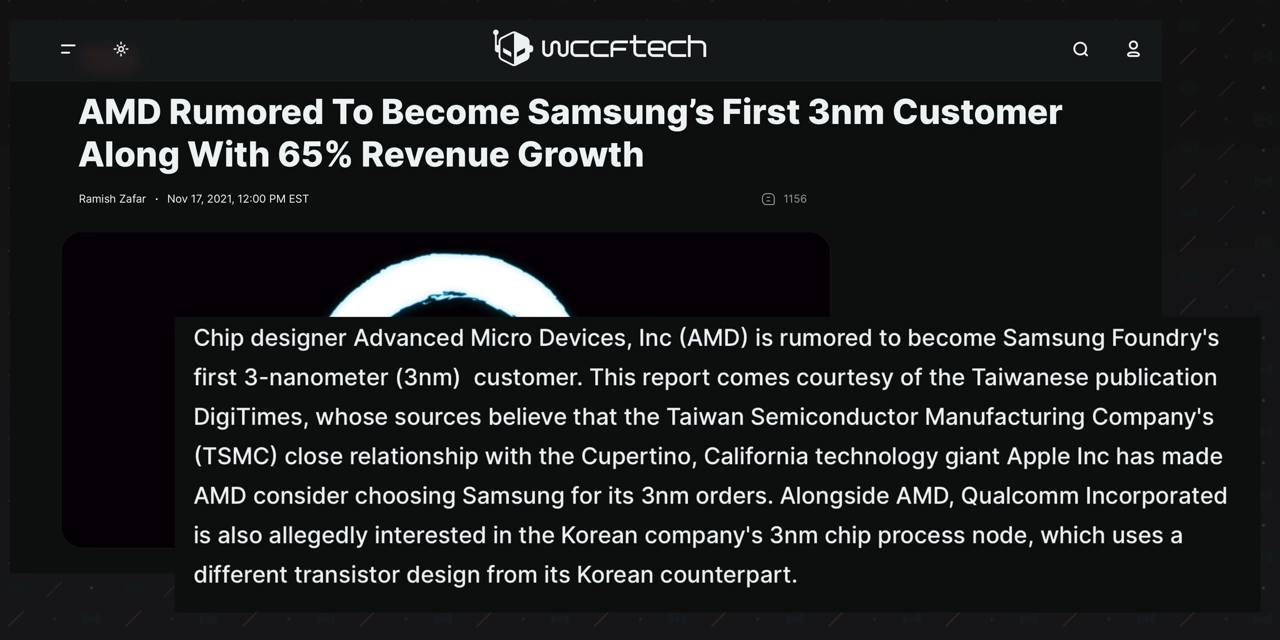 wccftech
AMD Rumored To Become Samsung’s First 3nm Customer
Along With 65% Revenue Growth
Ramish Zafar · Nov 17, 2021, 12:00 PM EST
1156
Chip designer Advanced Micro Devices, Inc (AMD) is rumored to become Samsung Foundry's
first 3-nanometer (3nm)  customer. This report comes courtesy of the Taiwanese publication
DigiTimes, whose sources believe that the Taiwan Semiconductor Manufacturing Company's
(TSMC) close relationship with the Cupertino, California technology giant Apple Inc has made
AMD consider choosing Samsung for its 3nm orders. Alongside AMD, Qualcomm Incorporated
is also allegedly interested in the Korean company's 3nm chip process node, which uses a
different transistor design from its Korean counterpart.